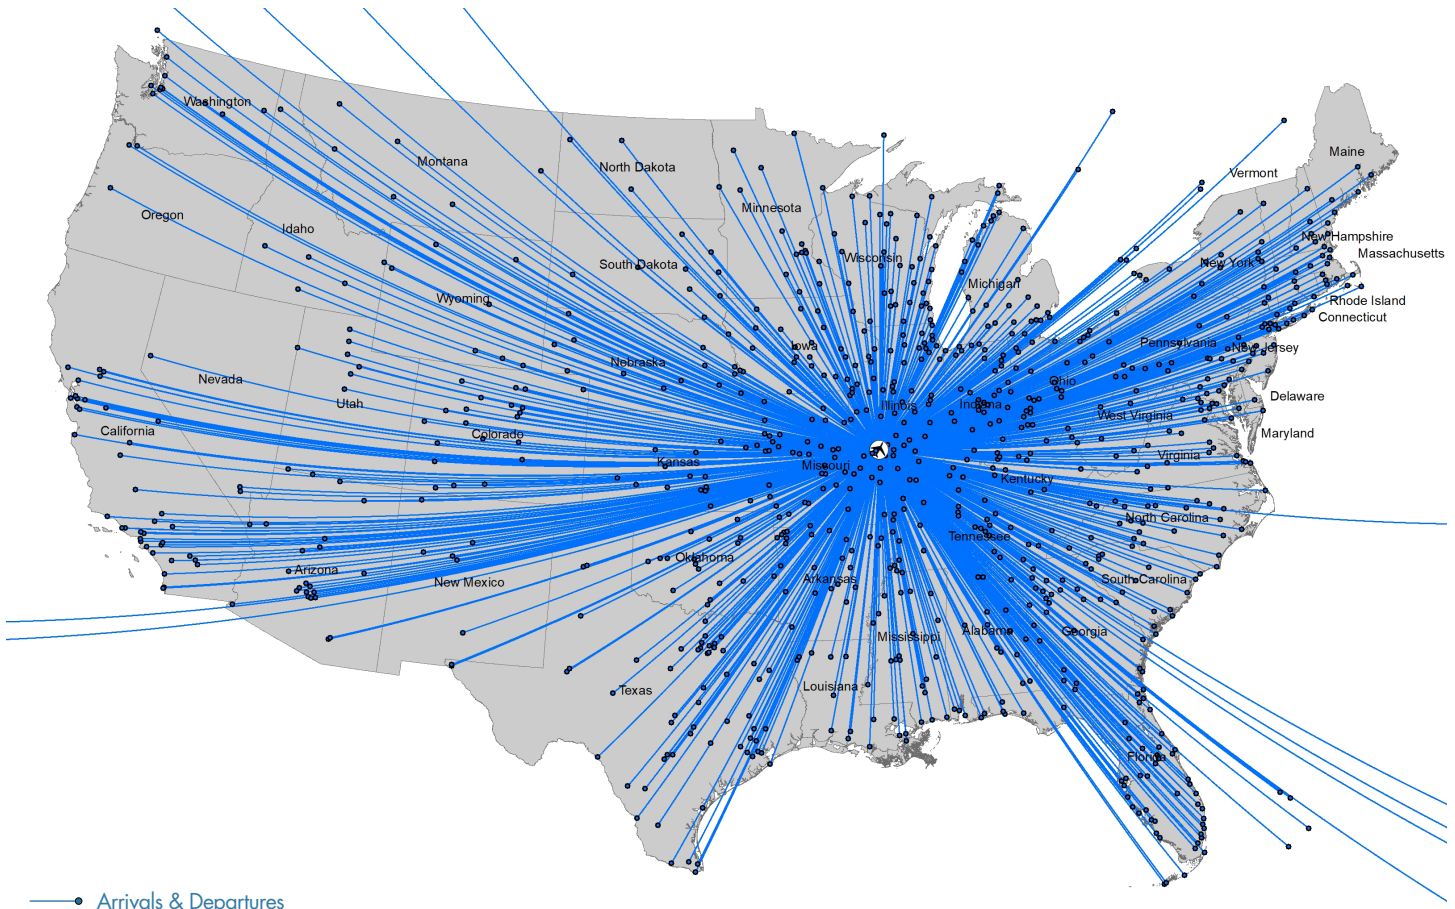 Washington
Maine
Montana
North Dakota
Vermont
Minnesota
Oregon
Idaho
New Hampshire
Massachusetts
Wisconsin
New York
South Dakota
Michigan
Wyoming
Rhode Island
Connecticut
Pennsylvania
Iowa
New Jersey
Nebraska
Nevada
Ohio
Delaware
Utah
Illinois
Indiana
West Virginia
California
Colorado
Maryland
Virginia
Kansas
Missouri
Kentucky
North Carolina
Tennessee
Oklahoma
Arizona
New Mexico
Arkansas
South Carolina
Alabama
Georgia
Mississippi
Texas
Louisiana
Florida
Arrivals & Departures